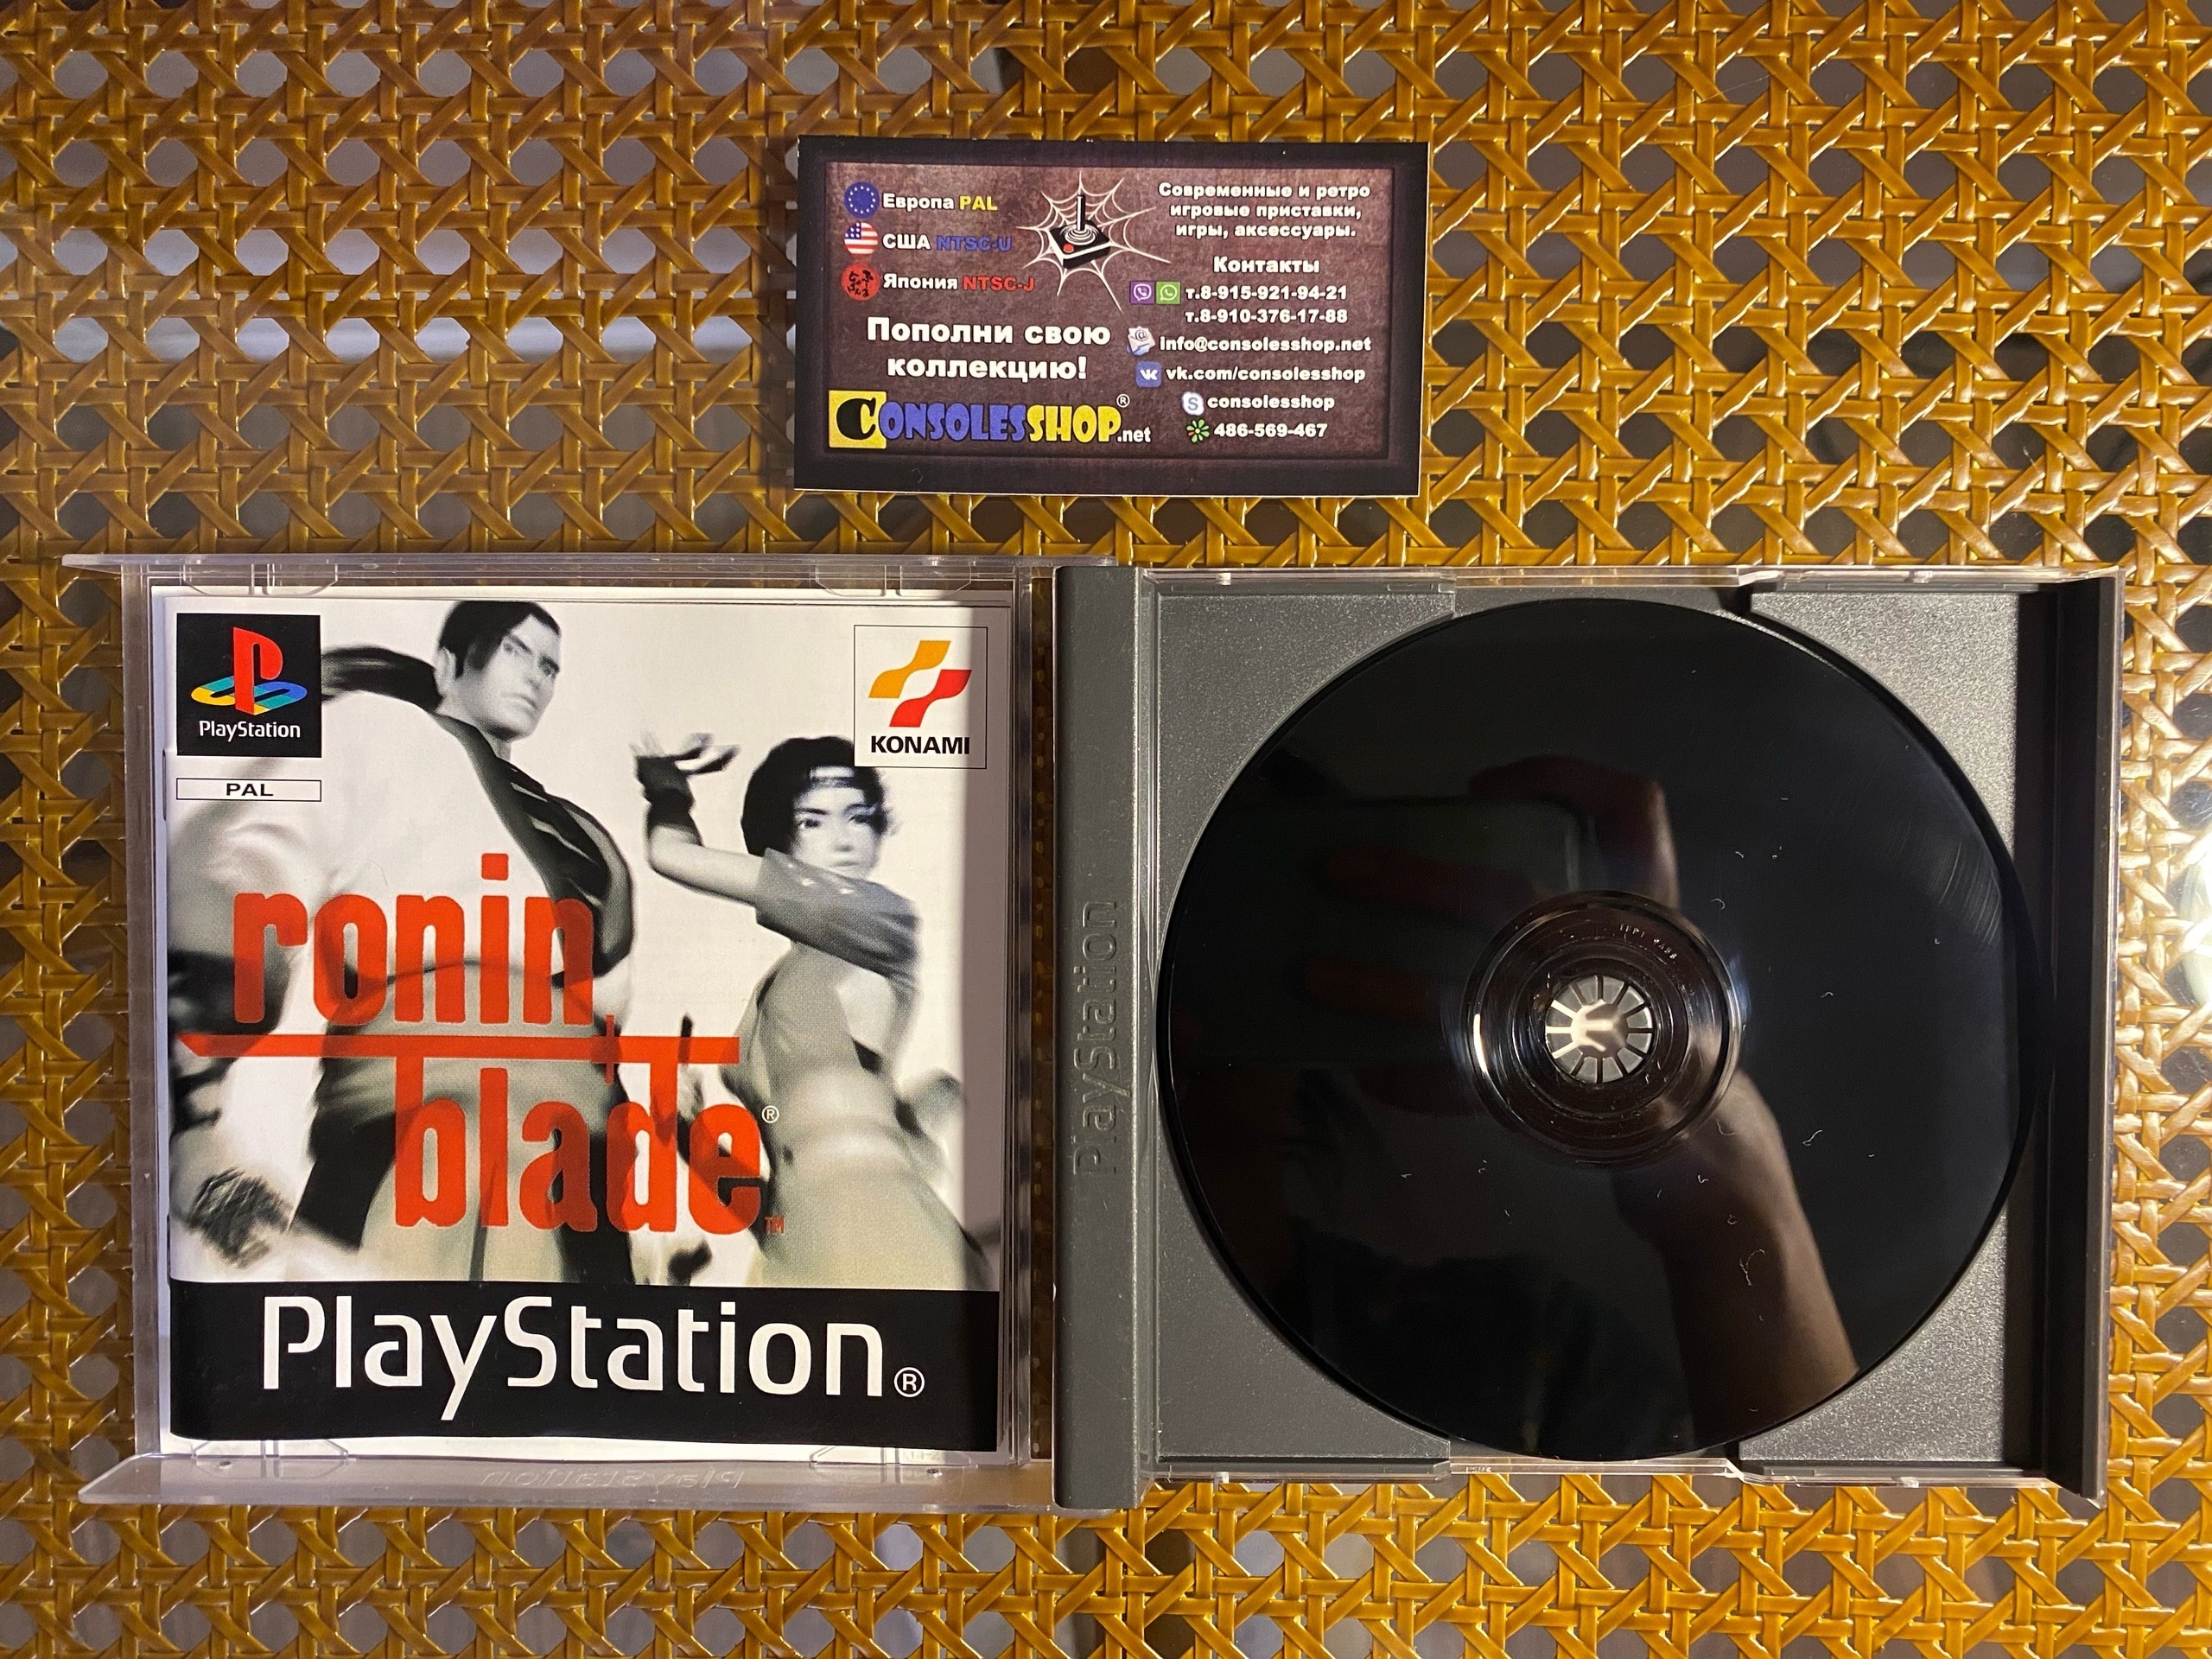 Европа PAL
США NTSC-U
Япония NTSC-J
Пополни свою
коллекцию!
CONSOLESSHOP.net
®
Современные и ретро
игровые приставки,
игры, аксессуары.
Контакты
т.8-915-921-94-21
т.8-910-376-17-88
info@consolesshop.net
vk.com/consolesshop
consolesshop
486-569-467
PlayStation
PAL
KONAMI
ronin
blade®
TM
PlayStation®
PlayStation
PlayStation